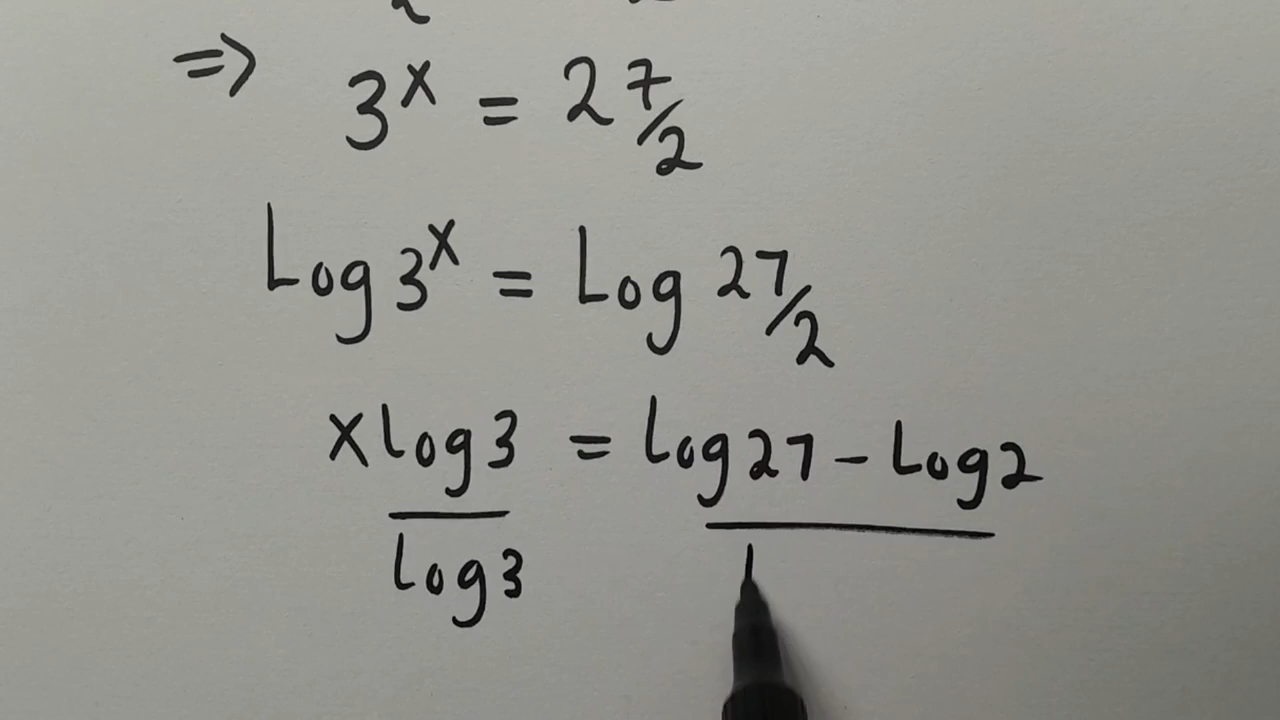 => 3^x = 27/2
Log 3^x = Log 27/2
x log 3 = log 27 - Log 2
log 3